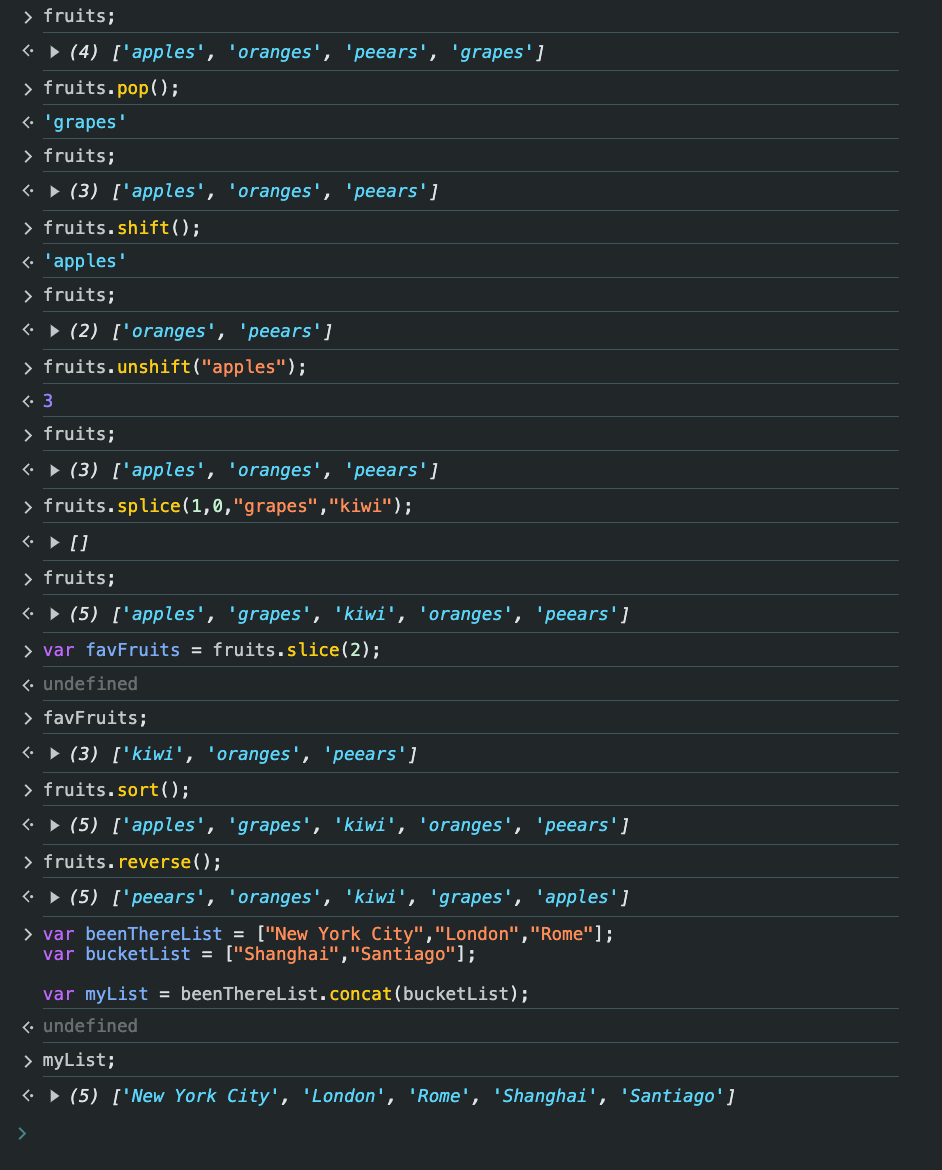 fruits;
(4) ['apples', 'oranges', 'peears', 'grapes']
fruits.pop();
'grapes'
fruits;
(3) ['apples', 'oranges', 'peears']
fruits.shift();
'apples'
fruits;
(2) ['oranges', 'peears']
fruits.unshift("apples");
3
fruits;
(3) ['apples', 'oranges', 'peears']
fruits.splice(1,0,"grapes","kiwi");
[]
fruits;
(5) ['apples', 'grapes', 'kiwi', 'oranges', 'peears']
var favFruits = fruits.slice(2);
undefined
favFruits;
(3) ['kiwi', 'oranges', 'peears']
fruits.sort();
(5) ['apples', 'grapes', 'kiwi', 'oranges', 'peears']
fruits.reverse();
(5) ['peears', 'oranges', 'kiwi', 'grapes', 'apples']
var beenThereList = ["New York City","London","Rome"];
var bucketList = ["Shanghai","Santiago"];
var myList = beenThereList.concat(bucketList);
undefined
myList;
(5) ['New York City', 'London', 'Rome', 'Shanghai', 'Santiago']